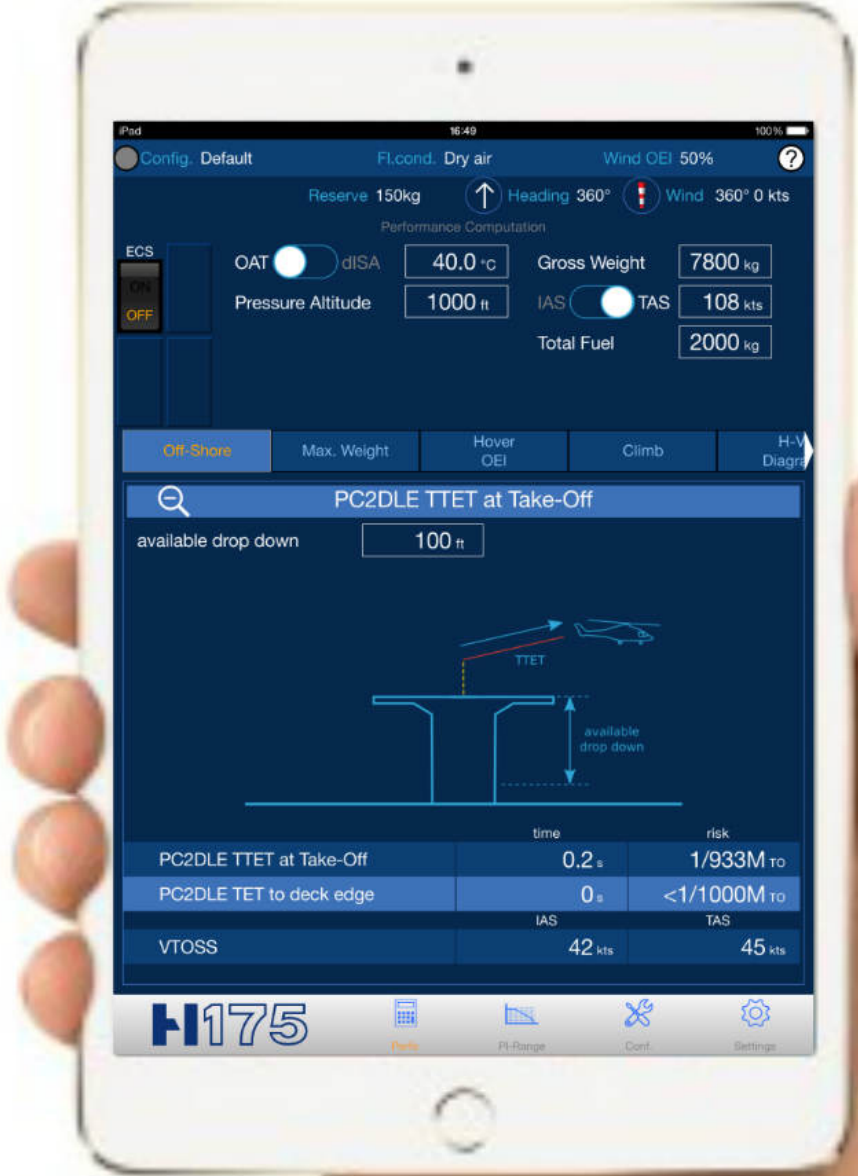 iPad 16:49 100%
Config. Default Fl.cond. Dry air Wind OEI 50% ?
Reserve 150kg Heading 360° Wind 360° 0 kts
Performance Computation
ECS
ON
OFF
OAT dISA 40.0 °C Gross Weight 7800 kg
Pressure Altitude 1000 ft IAS TAS 108 kts
Total Fuel 2000 kg
Off-Shore Max. Weight Hover OEI Climb H-V Diagra
PC2DLE TTET at Take-Off
available drop down 100 ft
TTET
available
drop down
time risk
PC2DLE TTET at Take-Off 0.2 s 1/933M TO
PC2DLE TET to deck edge 0 s <1/1000M TO
IAS TAS
VTOSS 42 kts 45 kts
H175
Perfo Pl-Range Conf. Settings